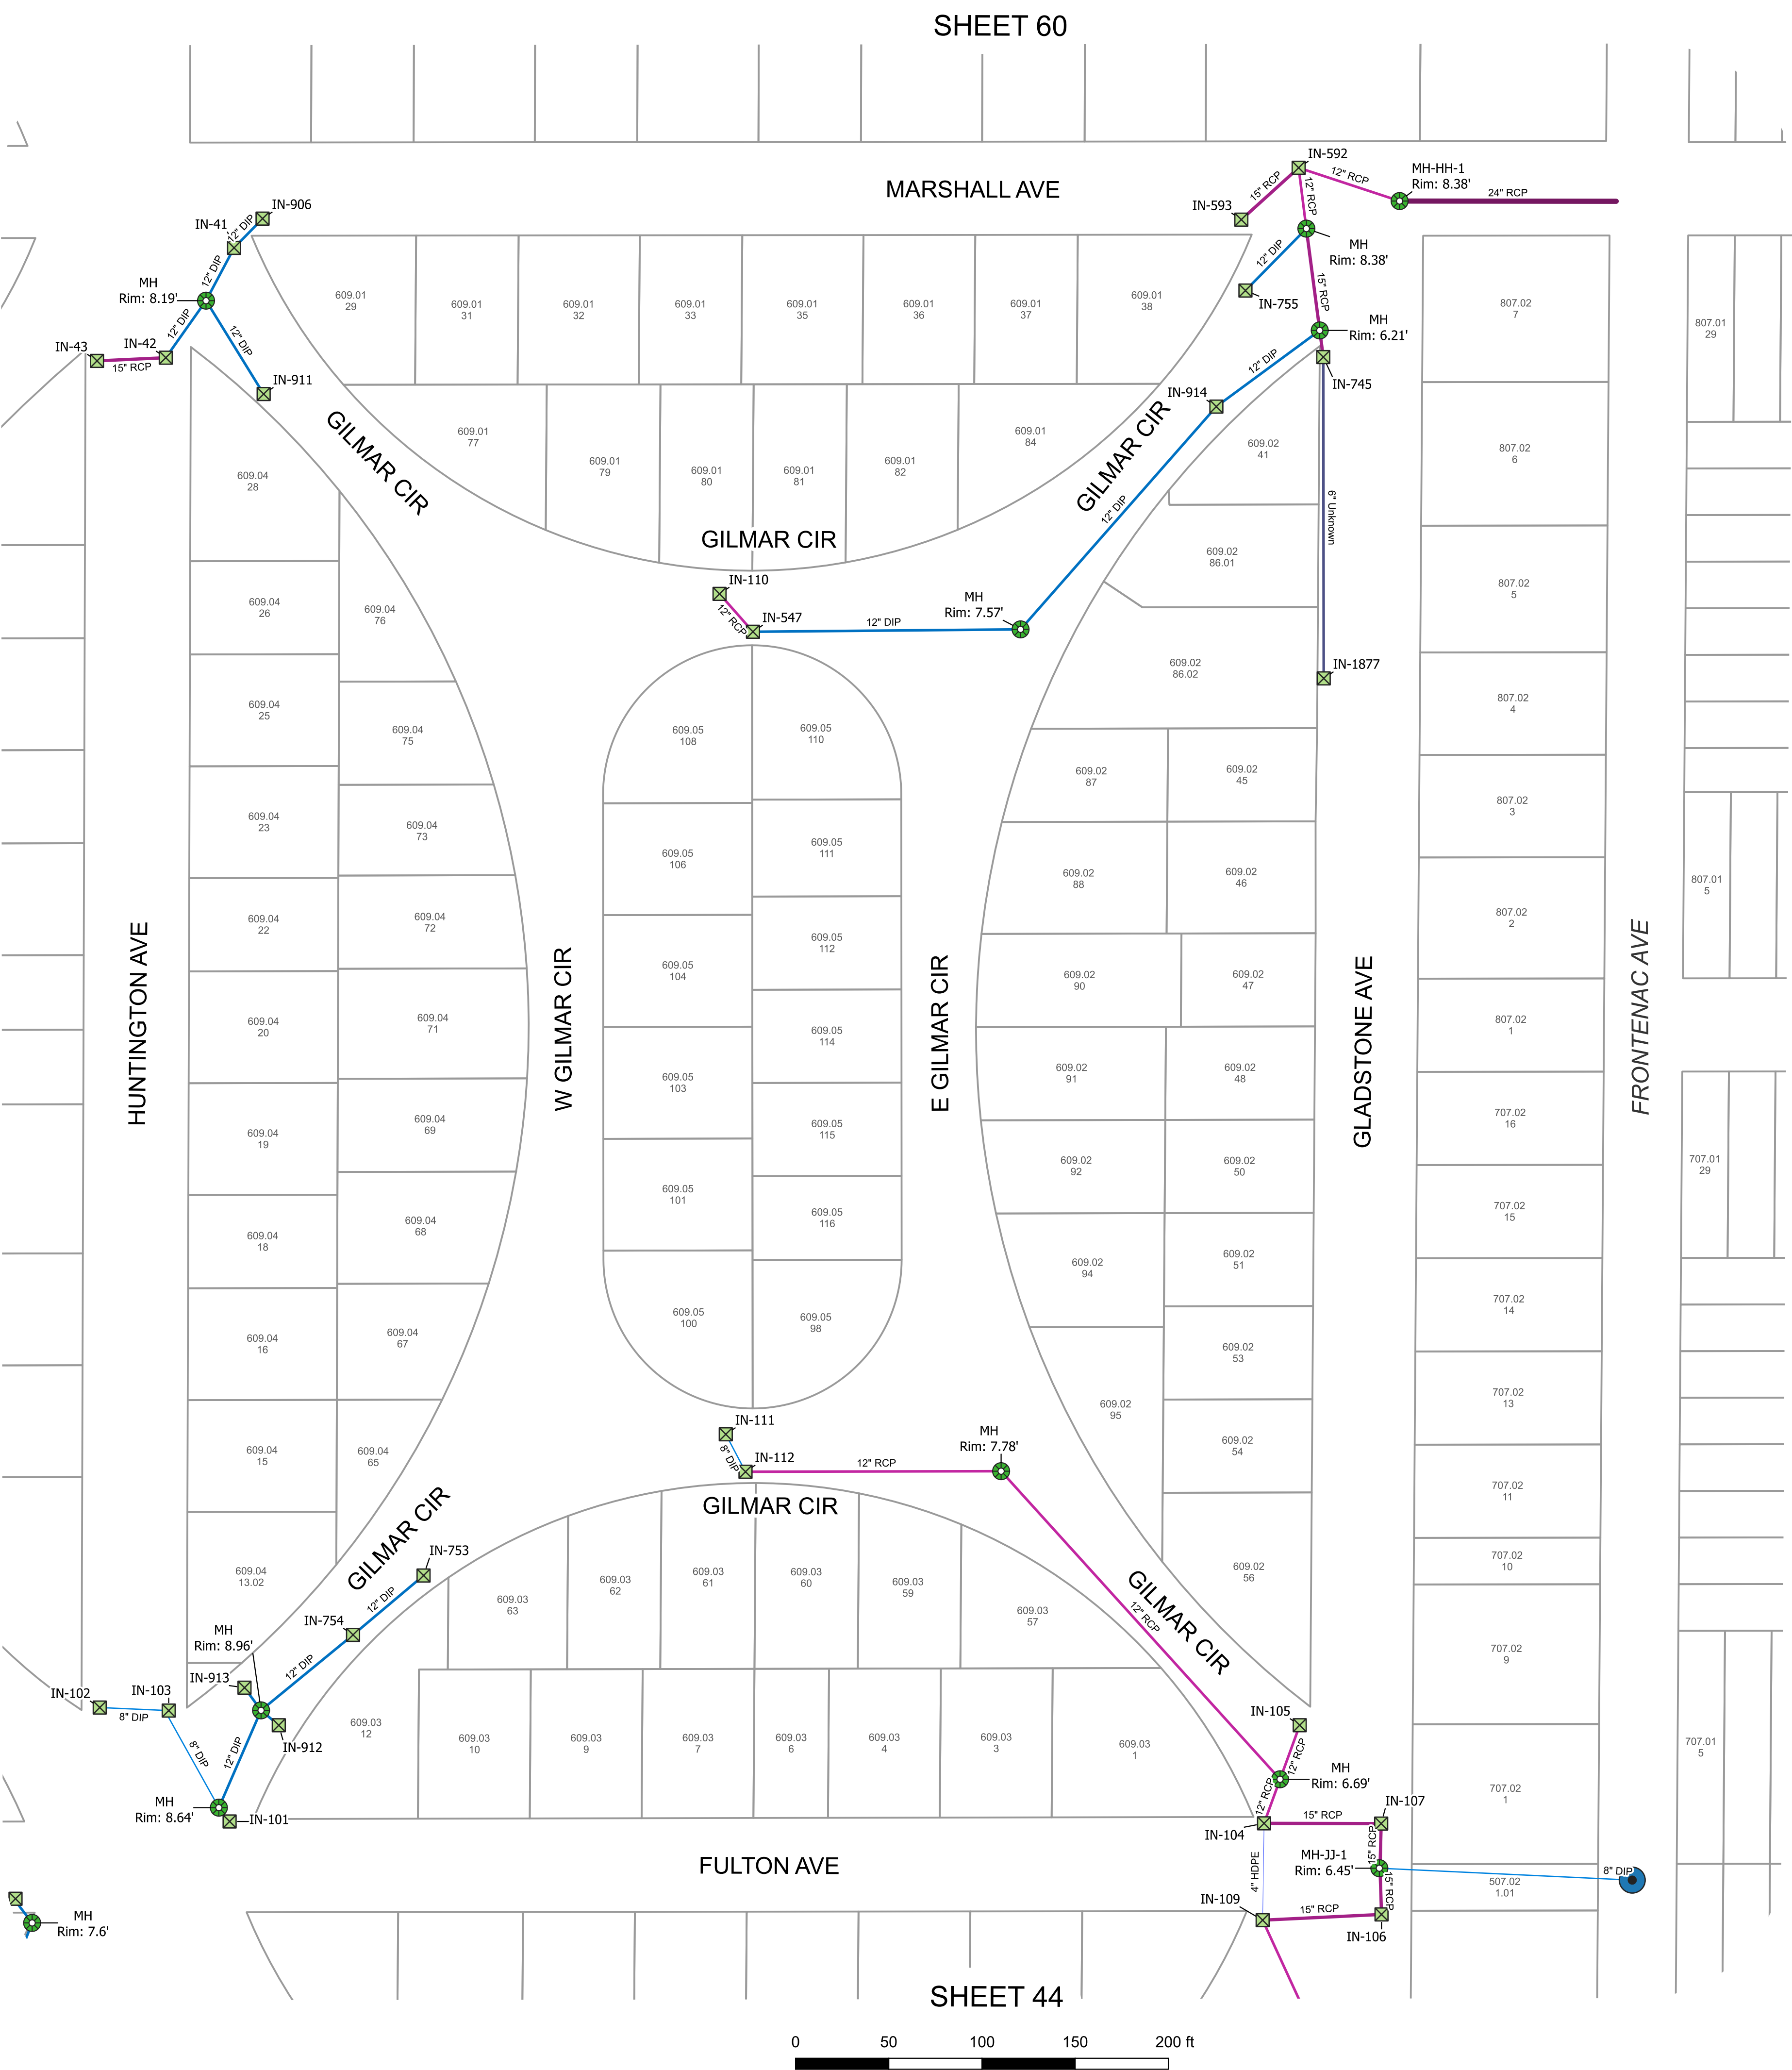 SHEET 60
MARSHALL AVE
IN-592
12" RCP
MH-HH-1
Rim: 8.38'
24" RCP
15" RCP
IN-593
12" RCP
MH
Rim: 8.38'
12" DIP
IN-755
15" RCP
MH
Rim: 6.21'
IN-745
12" DIP
IN-914
IN-906
IN-41
12" DIP
12" DIP
MH
Rim: 8.19'
12" DIP
IN-43
IN-42
15" RCP
12" DIP
IN-911
609.01
29
609.01
31
609.01
32
609.01
33
609.01
35
609.01
36
609.01
37
609.01
38
807.02
7
807.01
29
GILMAR CIR
609.01
77
609.01
79
609.01
80
609.01
81
609.01
82
609.01
84
GILMAR CIR
12" DIP
609.02
41
807.02
6
6" Unknown
609.04
28
GILMAR CIR
609.02
86.01
IN-110
12" RCP
IN-547
12" DIP
MH
Rim: 7.57'
807.02
5
609.04
26
609.04
76
609.02
86.02
IN-1877
807.02
4
609.04
25
609.04
75
609.05
108
609.05
110
609.02
87
609.02
45
807.02
3
609.04
23
609.04
73
609.05
106
609.05
111
609.02
88
609.02
46
807.01
5
609.04
22
609.04
72
609.05
104
609.05
112
609.02
90
609.02
47
807.02
2
HUNTINGTON AVE
W GILMAR CIR
E GILMAR CIR
GLADSTONE AVE
FRONTENAC AVE
609.04
20
609.04
71
609.05
103
609.05
114
609.02
91
609.02
48
807.02
1
609.04
19
609.04
69
609.05
101
609.05
115
609.02
92
609.02
50
707.02
16
707.01
29
609.04
18
609.04
68
609.05
116
609.02
94
609.02
51
707.02
15
609.04
16
609.04
67
609.05
100
609.05
98
609.02
53
707.02
14
609.04
15
609.04
65
609.02
95
609.02
54
707.02
13
IN-111
8" DIP
IN-112
12" RCP
MH
Rim: 7.78'
707.02
11
GILMAR CIR
GILMAR CIR
12" RCP
GILMAR CIR
609.04
13.02
IN-753
12" DIP
IN-754
12" DIP
609.03
63
609.03
62
609.03
61
609.03
60
609.03
59
609.03
57
609.02
56
707.02
10
MH
Rim: 8.96'
IN-913
IN-102
IN-103
8" DIP
8" DIP
12" DIP
IN-912
707.02
9
609.03
12
609.03
10
609.03
9
609.03
7
609.03
6
609.03
4
609.03
3
609.03
1
IN-105
12" RCP
MH
Rim: 6.69'
12" RCP
707.02
1
707.01
5
MH
Rim: 8.64'
IN-101
IN-104
15" RCP
IN-107
15" RCP
FULTON AVE
4" HDPE
MH-JJ-1
Rim: 6.45'
8" DIP
15" RCP
507.02
1.01
IN-109
15" RCP
IN-106
MH
Rim: 7.6'
SHEET 44
0 50 100 150 200 ft